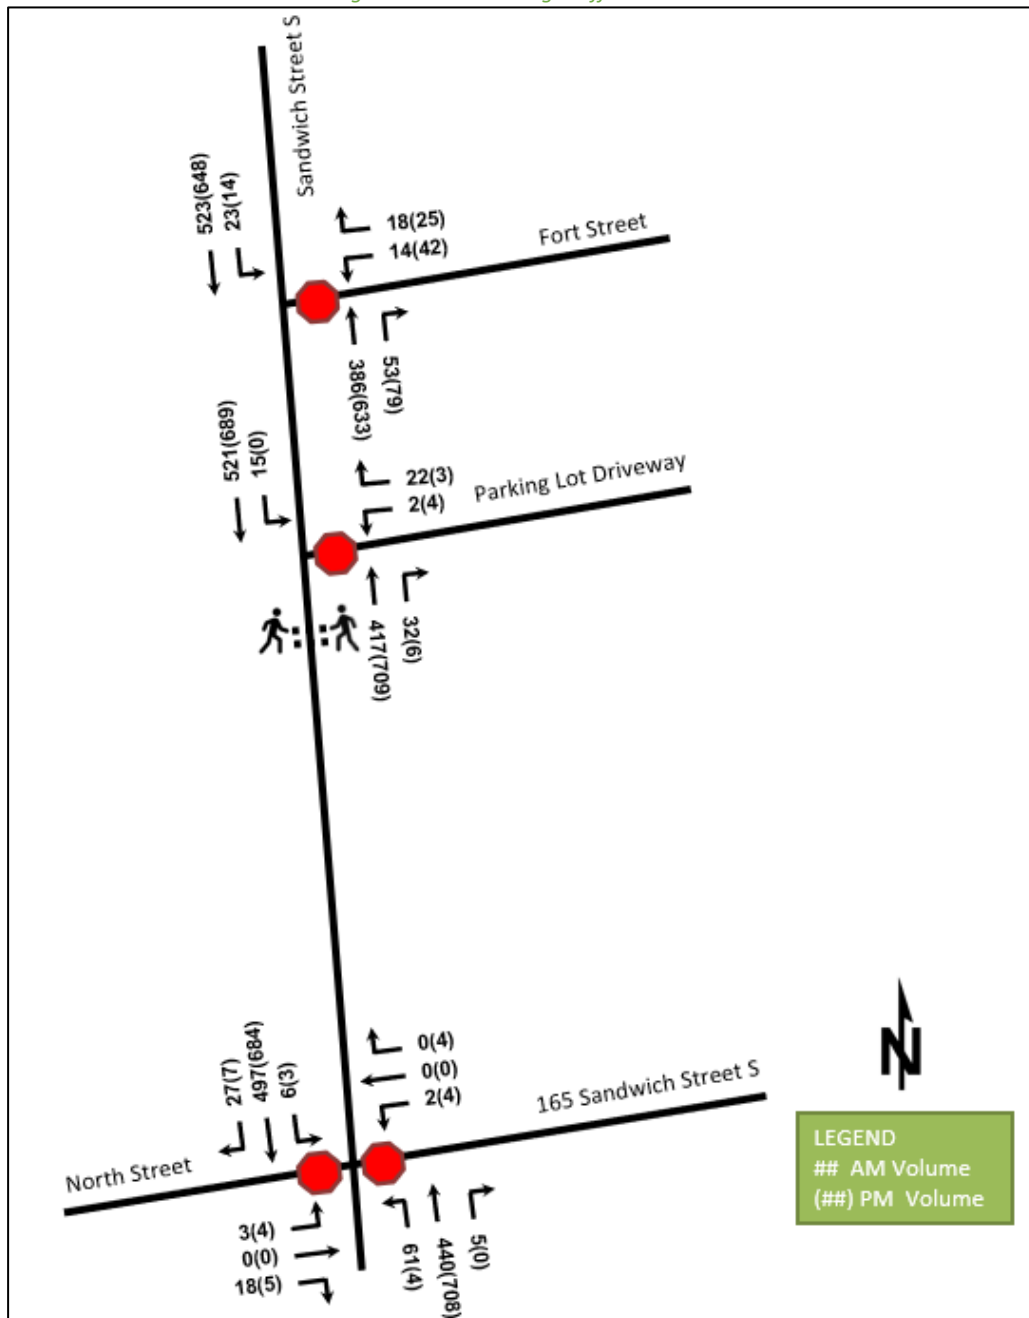 Sandwich Street S
523(648)
23(14)
18(25)
14(42)
Fort Street
386(633)
53(79)
521(689)
15(0)
22(3)
2(4)
Parking Lot Driveway
417(709)
32(6)
27(7)
497(684)
6(3)
0(4)
0(0)
2(4)
165 Sandwich Street S
North Street
3(4)
0(0)
18(5)
61(4)
440(708)
5(0)
N
LEGEND
## AM Volume
(##) PM Volume